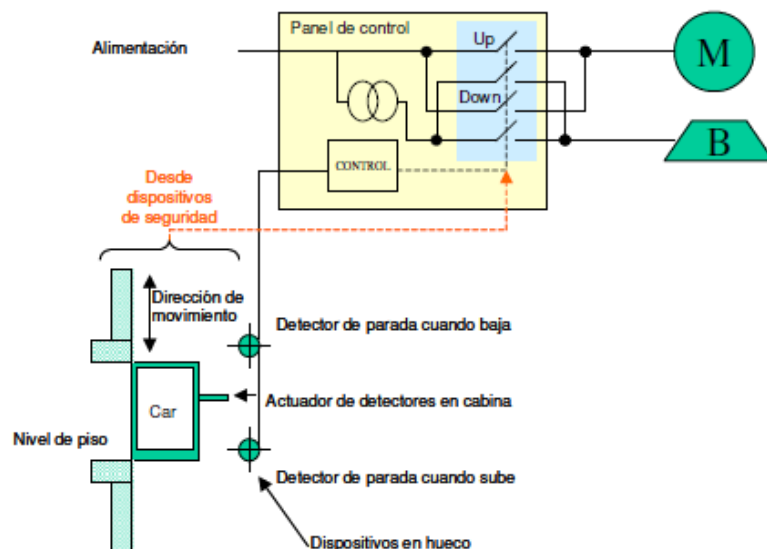 Panel de control
Alimentación
Up
M
Down
B
CONTROL
Desde
dispositivos
de seguridad
Dirección de
movimiento
Detector de parada cuando baja
Car
Actuador de detectores en cabina
Nivel de piso
Detector de parada cuando sube
Dispositivos en hueco